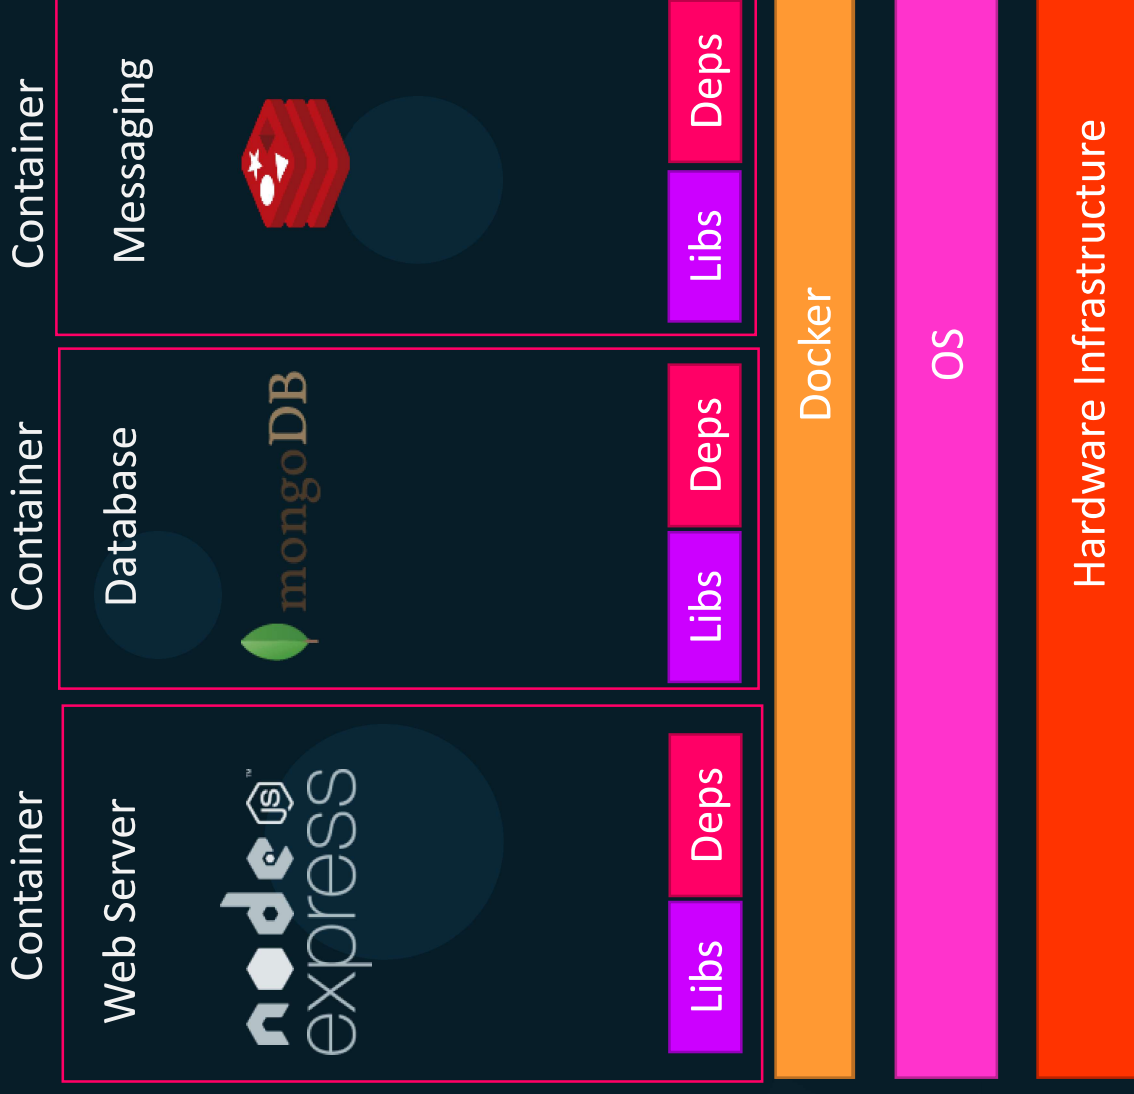 Container
Container
Container
Web Server
Database
Messaging
node
JS
™
express
mongoDB
Libs
Deps
Libs
Deps
Libs
Deps
Docker
OS
Hardware Infrastructure